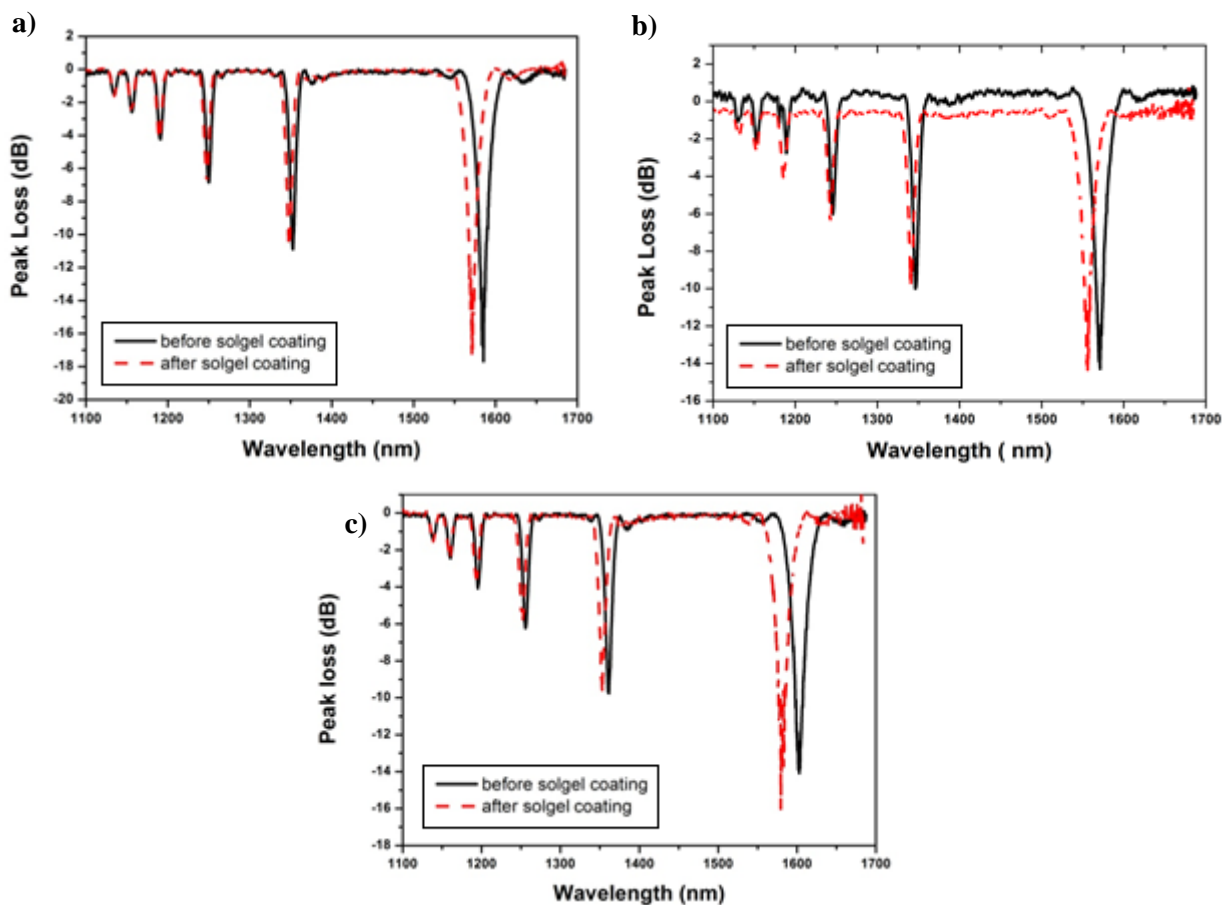 a)
2
0
-2
-4
-6
-8
-10
-12
-14
-16
-18
-20
Peak Loss (dB)
before solgel coating
after solgel coating
1100 1200 1300 1400 1500 1600 1700
Wavelength (nm)
b)
2
0
-2
-4
-6
-8
-10
-12
-14
-16
Peak Loss (dB)
before solgel coating
after solgel coating
1100 1200 1300 1400 1500 1600 1700
Wavelength ( nm)
c)
0
-2
-4
-6
-8
-10
-12
-14
-16
-18
Peak loss (dB)
before solgel coating
after solgel coating
1100 1200 1300 1400 1500 1600 1700
Wavelength (nm)